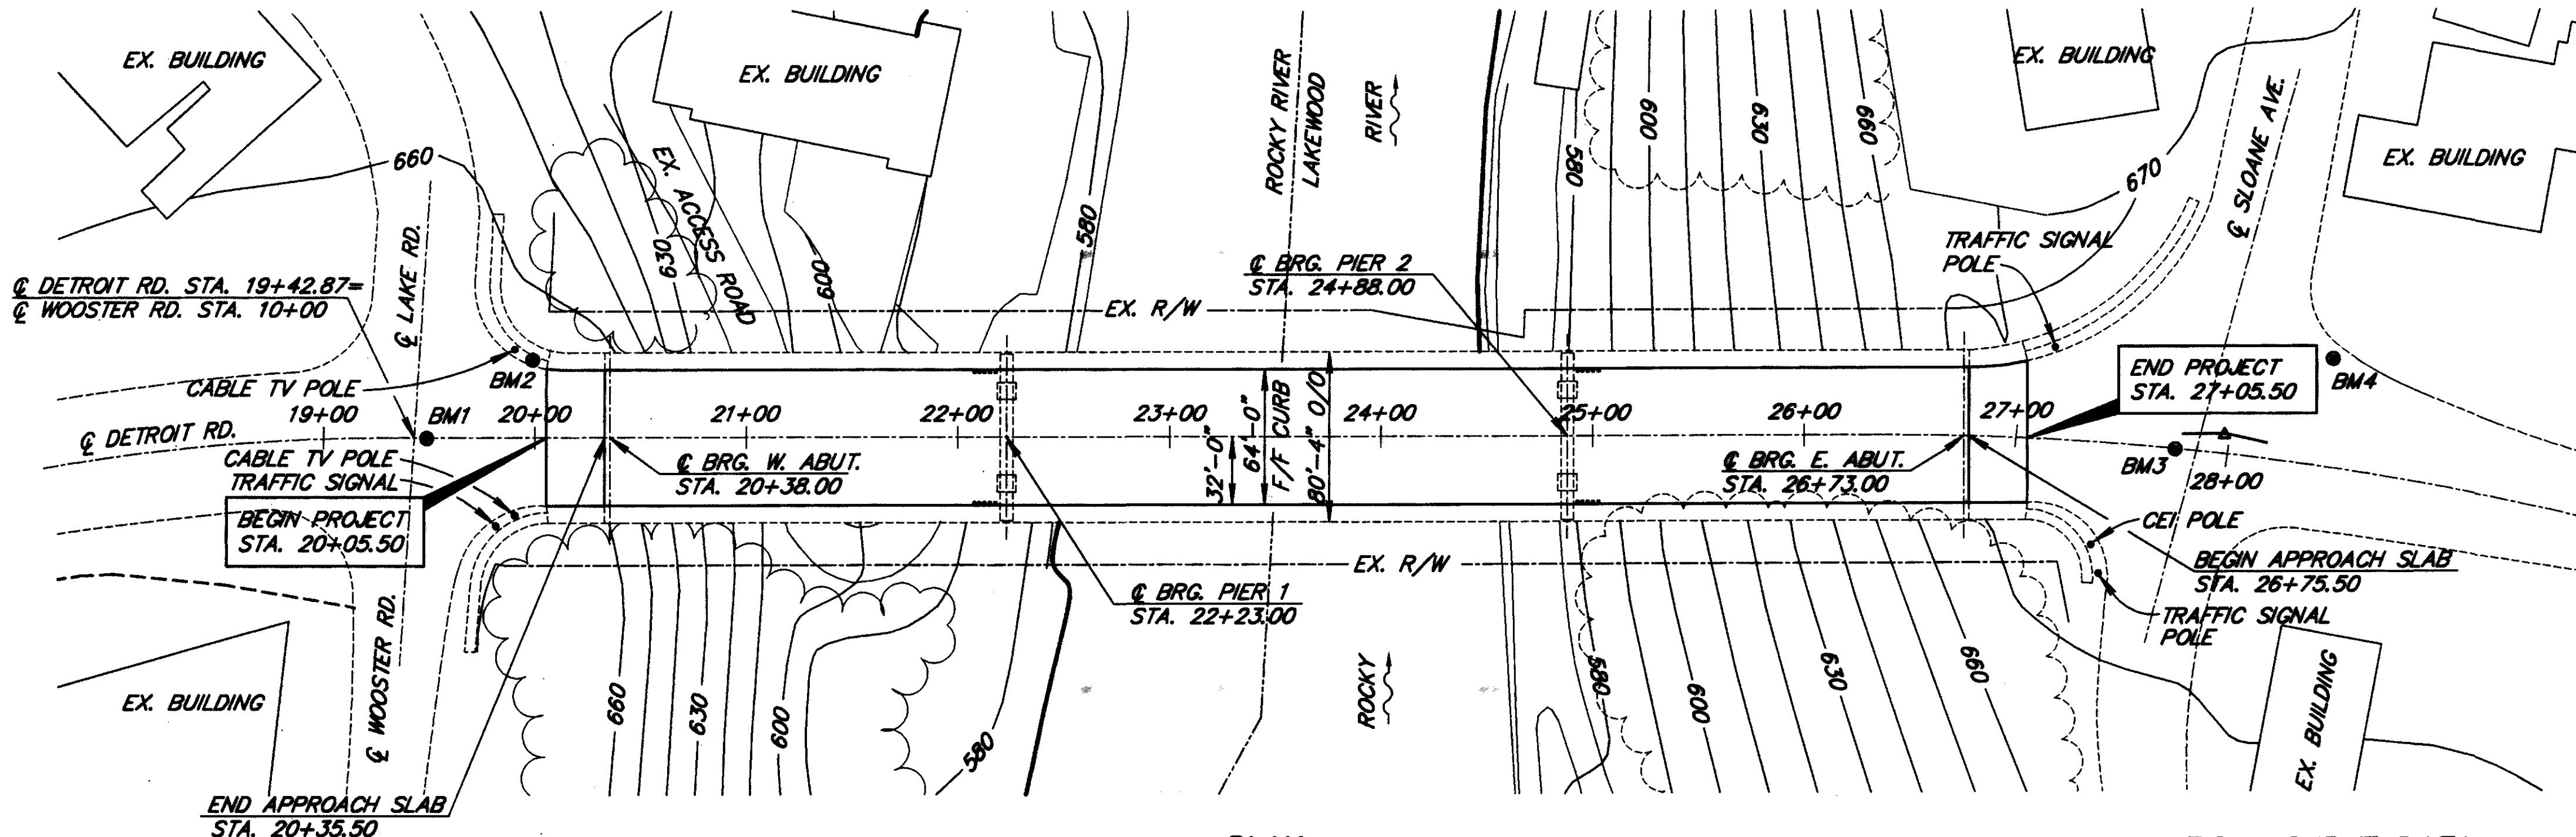 EX. BUILDING
EX. BUILDING
ROCKY RIVER
LAKEWOOD
RIVER
600
630
660
580
EX. BUILDING
℄ SLOANE AVE.
EX. BUILDING
660
EX. ACCESS ROAD
630
600
580
670
℄ LAKE RD.
TRAFFIC SIGNAL
POLE
℄ DETROIT RD. STA. 19+42.87=
℄ WOOSTER RD. STA. 10+00
℄ BRG. PIER 2
STA. 24+88.00
EX. R/W
CABLE TV POLE
BM2
BM1
END PROJECT
STA. 27+05.50
BM4
19+00
20+00
21+00
22+00
23+00
24+00
25+00
26+00
27+00
28+00
℄ DETROIT RD.
32'-0"
64'-0"
F/F CURB
80'-4" O/O
CABLE TV POLE
TRAFFIC SIGNAL
℄ BRG. W. ABUT.
STA. 20+38.00
℄ BRG. E. ABUT.
STA. 26+73.00
BM3
BEGIN PROJECT
STA. 20+05.50
CEI POLE
BEGIN APPROACH SLAB
STA. 26+75.50
EX. R/W
℄ BRG. PIER 1
STA. 22+23.00
TRAFFIC SIGNAL
POLE
℄ WOOSTER RD.
EX. BUILDING
660
630
600
580
ROCKY
580
600
630
660
EX. BUILDING
END APPROACH SLAB
STA. 20+35.50